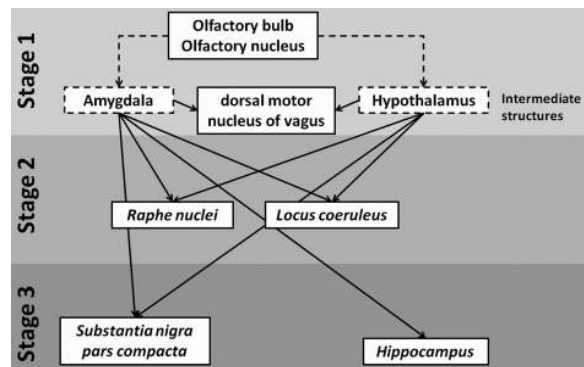 Stage 1
Olfactory bulb
Olfactory nucleus
Amygdala
dorsal motor
nucleus of vagus
Hypothalamus
Intermediate
structures
Stage 2
Raphe nuclei
Locus coeruleus
Stage 3
Substantia nigra
pars compacta
Hippocampus